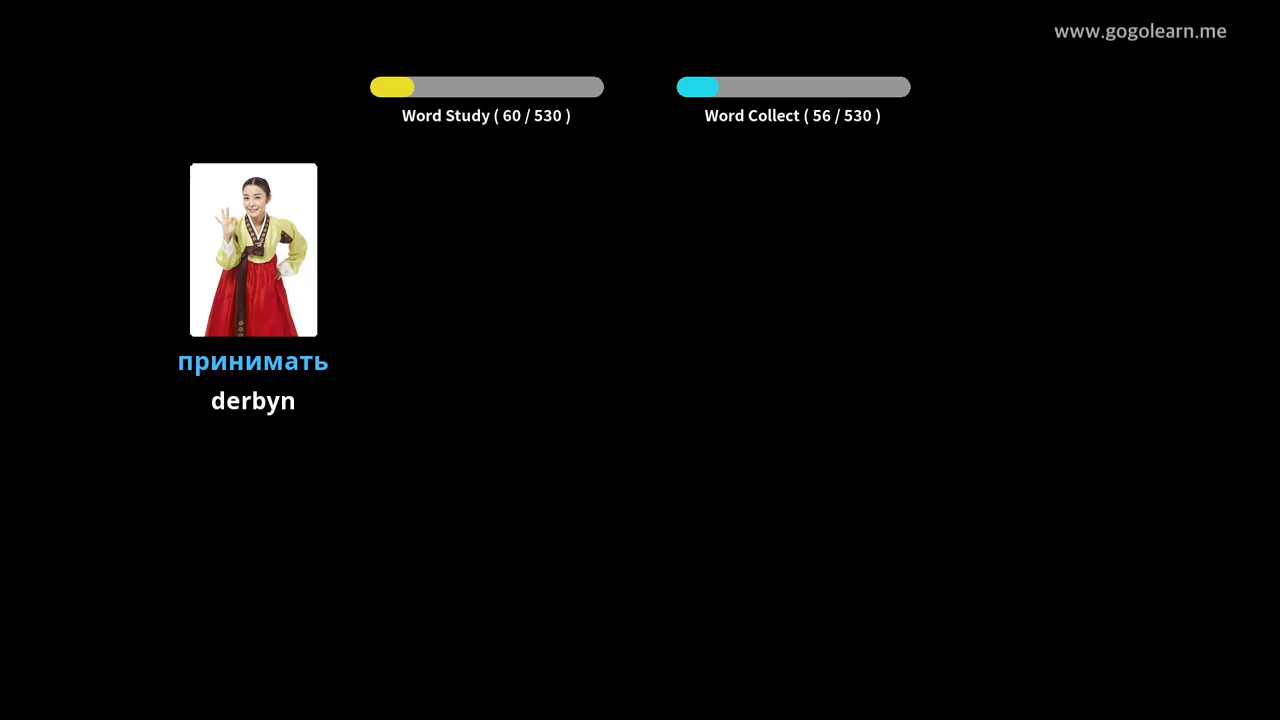 www.gogolearn.me
Word Study ( 60 / 530 )
Word Collect ( 56 / 530 )
принимать
derbyn